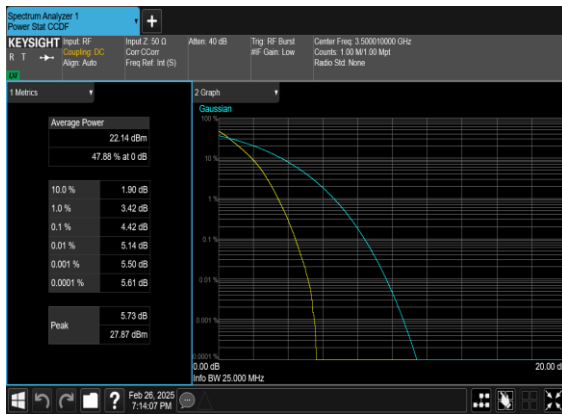 Spectrum Analyzer 1
Power Stat CCDF
+
KEYSIGHT
R T
Input: RF
Coupling: DC
Align: Auto
Input Z: 50 Ω
Corr CCorr
Freq Ref: Int (S)
Atten: 40 dB
Trig: RF Burst
#IF Gain: Low
Center Freq: 3.500010000 GHz
Counts: 1.00 M/1.00 Mpt
Radio Std: None
1 Metrics
Average Power
22.14 dBm
47.88 % at 0 dB
10.0 % 1.90 dB
1.0 % 3.42 dB
0.1 % 4.42 dB
0.01 % 5.14 dB
0.001 % 5.50 dB
0.0001 % 5.61 dB
Peak
5.73 dB
27.87 dBm
2 Graph
Gaussian
100 %
10 %
1 %
0.1 %
0.01 %
0.001 %
0.0001 %
0.00 dB
20.00 d
Info BW 25.000 MHz
?
Feb 26, 2025
7:14:07 PM